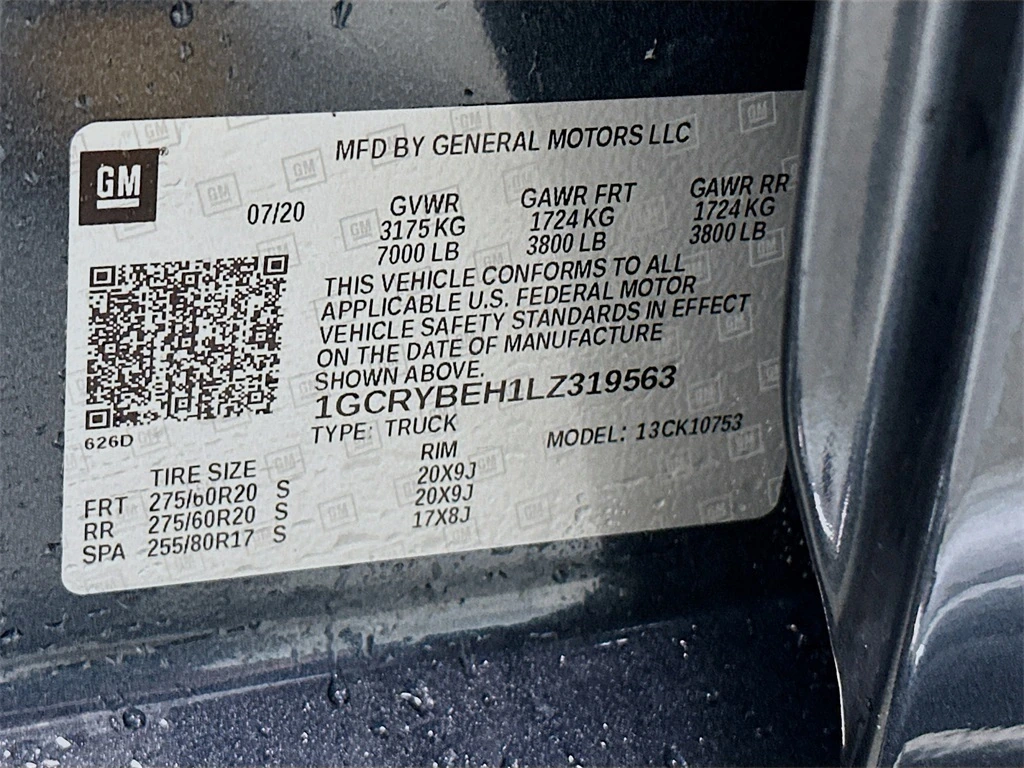 MFD BY GENERAL MOTORS LLC
GM
07/20
GVWR GAWR FRT GAWR RR
3175 KG 1724 KG 1724 KG
7000 LB 3800 LB 3800 LB
THIS VEHICLE CONFORMS TO ALL
APPLICABLE U.S. FEDERAL MOTOR
VEHICLE SAFETY STANDARDS IN EFFECT
ON THE DATE OF MANUFACTURE
SHOWN ABOVE.
1GCRYBEH1LZ319563
626D
TYPE: TRUCK MODEL: 13CK10753
TIRE SIZE RIM
FRT 275/60R20 S 20X9J
RR 275/60R20 S 20X9J
SPA 255/80R17 S 17X8J